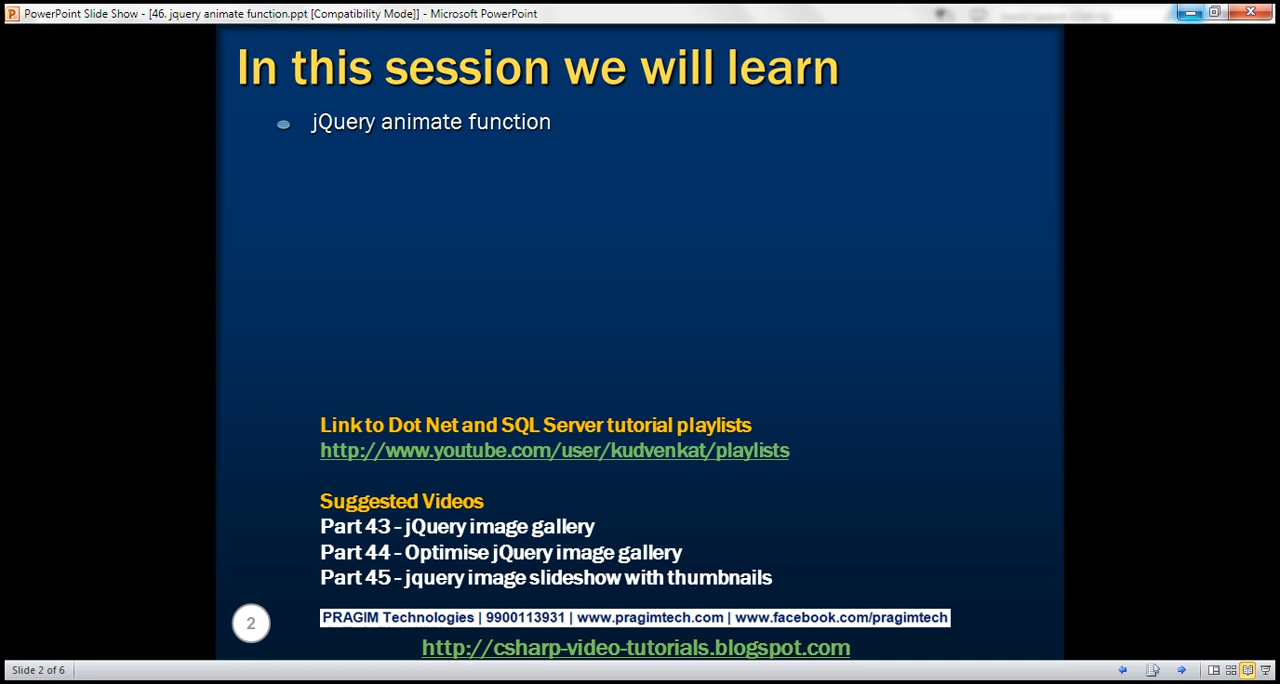 PowerPoint Slide Show - [46. jquery animate function.ppt [Compatibility Mode]] - Microsoft PowerPoint
In this session we will learn
jQuery animate function
Link to Dot Net and SQL Server tutorial playlists
http://www.youtube.com/user/kudvenkat/playlists
Suggested Videos
Part 43 - jQuery image gallery
Part 44 - Optimise jQuery image gallery
Part 45 - jquery image slideshow with thumbnails
2
PRAGIM Technologies | 9900113931 | www.pragimtech.com | www.facebook.com/pragimtech
http://csharp-video-tutorials.blogspot.com
Slide 2 of 6